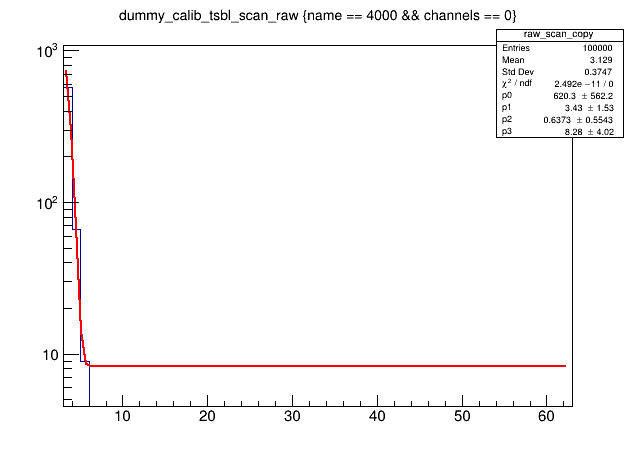 dummy_calib_tsbl_scan_raw {name == 4000 && channels == 0}
raw_scan_copy
Entries 100000
Mean 3.129
Std Dev 0.3747
χ² / ndf 2.492e−11 / 0
p0 620.3 ± 562.2
p1 3.43 ± 1.53
p2 0.6373 ± 0.5543
p3 8.28 ± 4.02
10³
10²
10
10 20 30 40 50 60